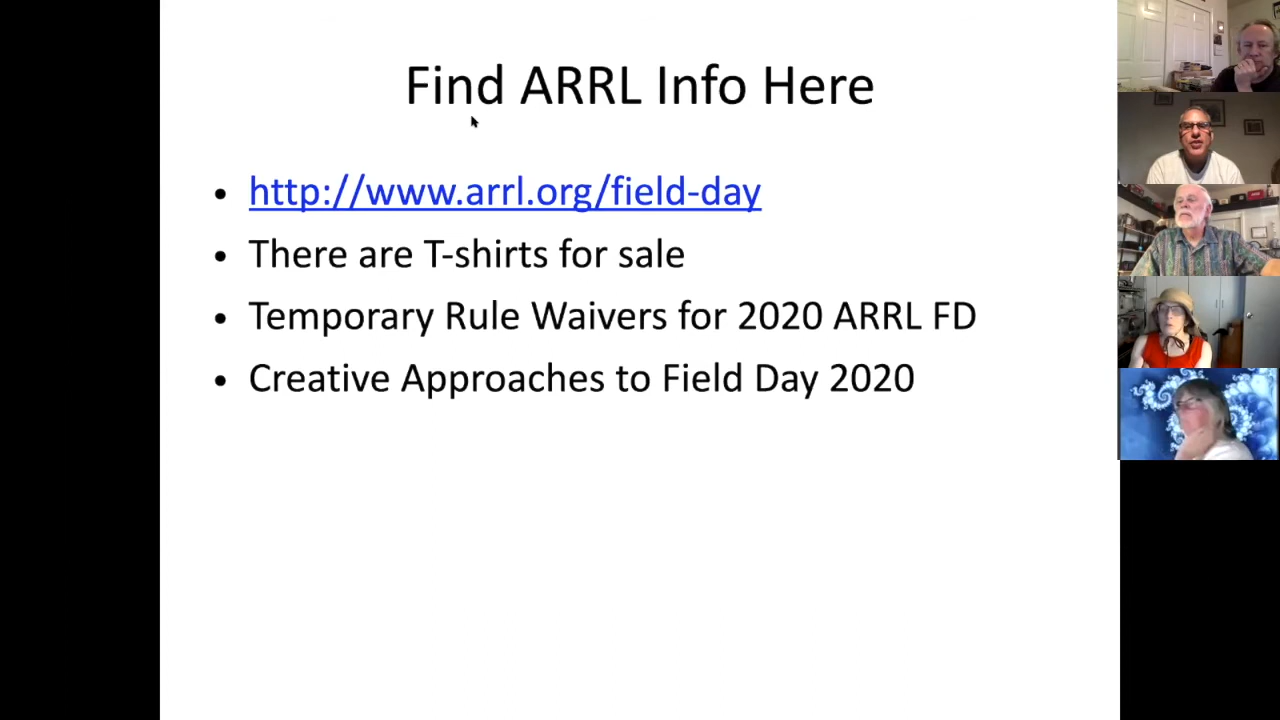 Find ARRL Info Here
• http://www.arrl.org/field-day
• There are T-shirts for sale
• Temporary Rule Waivers for 2020 ARRL FD
• Creative Approaches to Field Day 2020